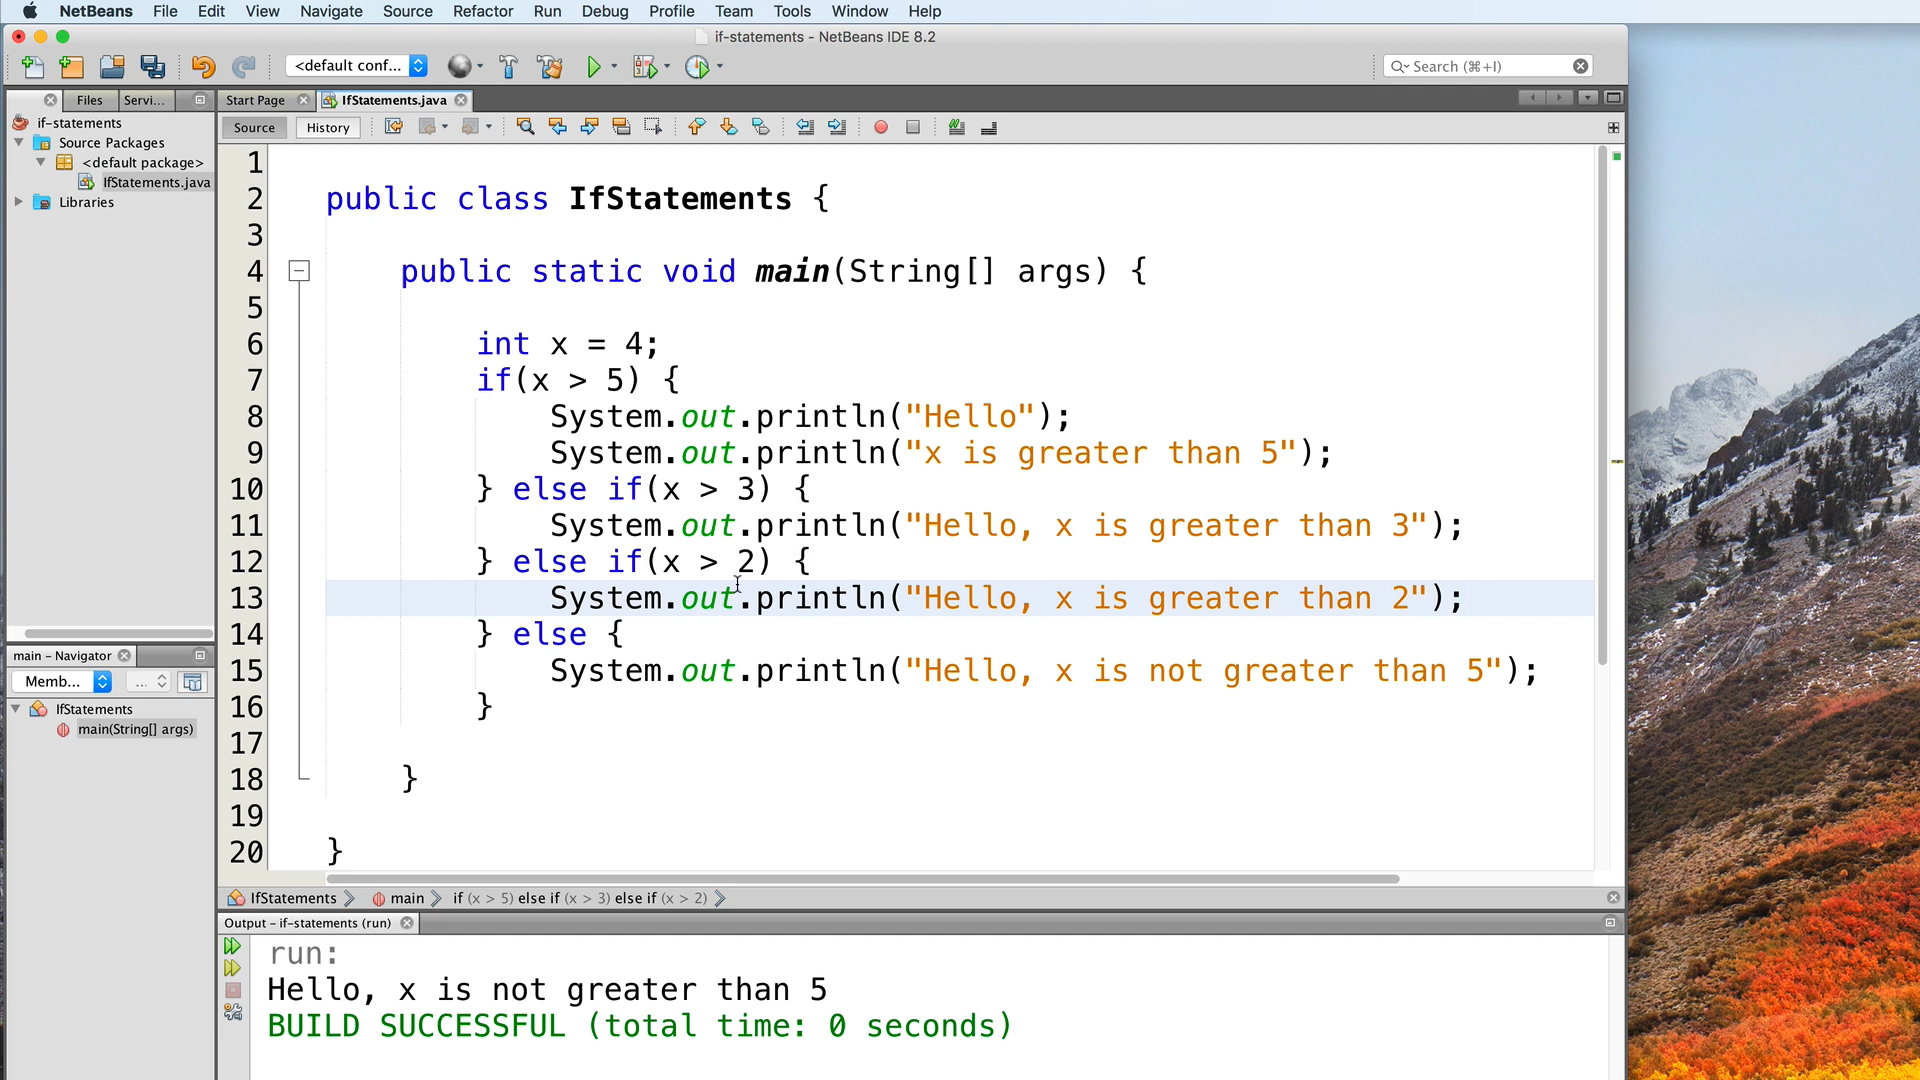 NetBeans File Edit View Navigate Source Refactor Run Debug Profile Team Tools Window Help
if-statements - NetBeans IDE 8.2
<default conf...
Search (⌘+I)
Files Servi...
Start Page IfStatements.java
if-statements
Source Packages
<default package>
IfStatements.java
Libraries
Source History
1
2 public class IfStatements {
3
4 public static void main(String[] args) {
5
6 int x = 4;
7 if(x > 5) {
8 System.out.println("Hello");
9 System.out.println("x is greater than 5");
10 } else if(x > 3) {
11 System.out.println("Hello, x is greater than 3");
12 } else if(x > 2) {
13 System.out.println("Hello, x is greater than 2");
14 } else {
15 System.out.println("Hello, x is not greater than 5");
16 }
17
18 }
19
20 }
main - Navigator
Memb... ...
IfStatements
main(String[] args)
IfStatements main if (x > 5) else if (x > 3) else if (x > 2)
Output - if-statements (run)
run:
Hello, x is not greater than 5
BUILD SUCCESSFUL (total time: 0 seconds)